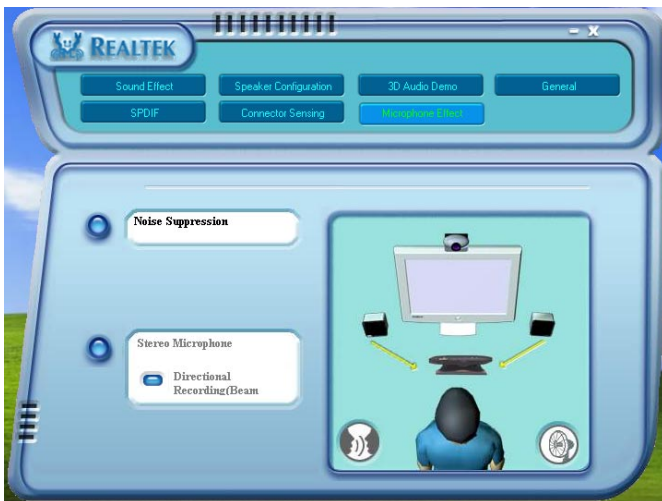 REALTEK
Sound Effect
Speaker Configuration
3D Audio Demo
General
SPDIF
Connector Sensing
Microphone Effect
Noise Suppression
Stereo Microphone
Directional
Recording(Beam